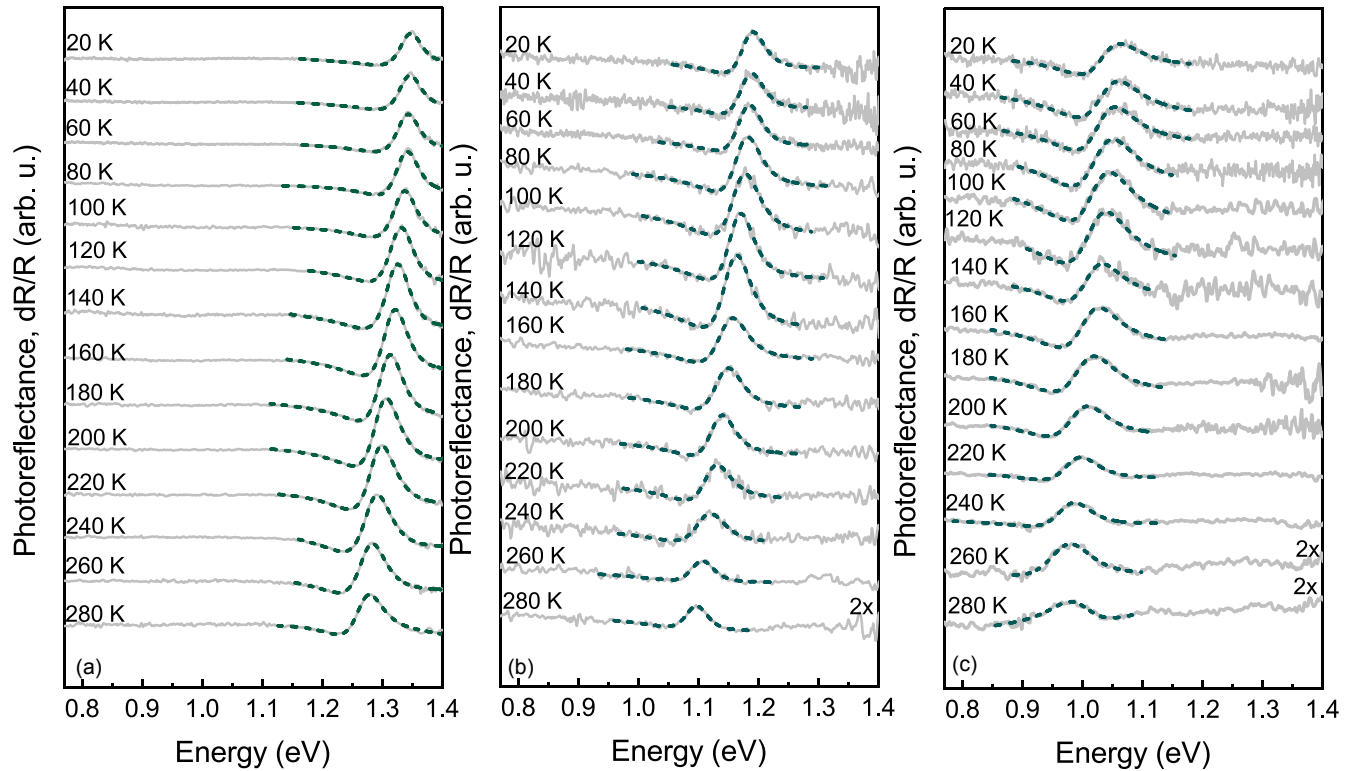 Photoreflectance, dR/R (arb. u.)
20 K
40 K
60 K
80 K
100 K
120 K
140 K
160 K
180 K
200 K
220 K
240 K
260 K
280 K
(a)
0.8 0.9 1.0 1.1 1.2 1.3 1.4
Energy (eV)
Photoreflectance, dR/R (arb. u.)
20 K
40 K
60 K
80 K
100 K
120 K
140 K
160 K
180 K
200 K
220 K
240 K
260 K
280 K
2x
(b)
0.8 0.9 1.0 1.1 1.2 1.3 1.4
Energy (eV)
Photoreflectance, dR/R (arb. u.)
20 K
40 K
60 K
80 K
100 K
120 K
140 K
160 K
180 K
200 K
220 K
240 K
260 K
2x
280 K
2x
(c)
0.8 0.9 1.0 1.1 1.2 1.3 1.4
Energy (eV)